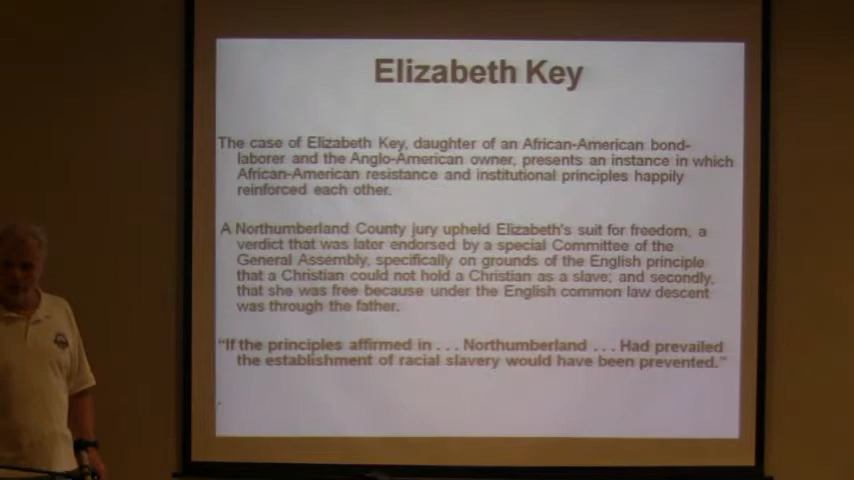 Elizabeth Key
The case of Elizabeth Key, daughter of an African-American bond-
laborer and the Anglo-American owner, presents an instance in which
African-American resistance and institutional principles happily
reinforced each other.
A Northumberland County jury upheld Elizabeth's suit for freedom, a
verdict that was later endorsed by a special Committee of the
General Assembly, specifically on grounds of the English principle
that a Christian could not hold a Christian as a slave; and secondly,
that she was free because under the English common law descent
was through the father.
"If the principles affirmed in . . . Northumberland . . . Had prevailed
the establishment of racial slavery would have been prevented."